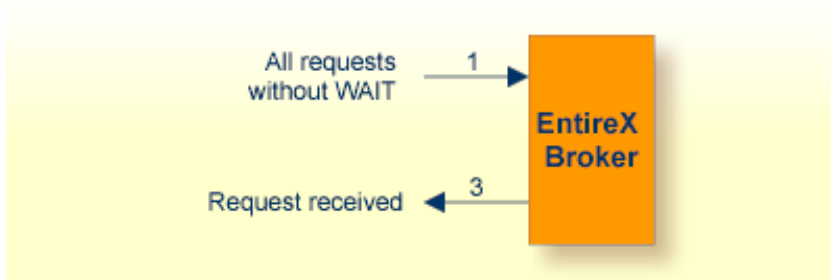 All requests
without WAIT
1
EntireX
Broker
Request received
3